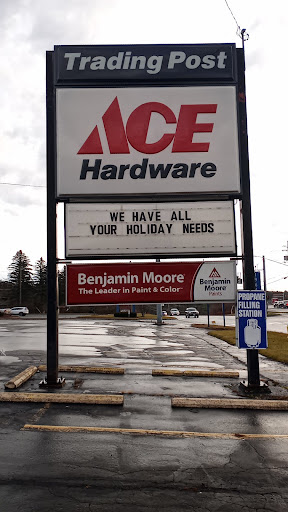 Trading Post
ACE
Hardware
WE HAVE ALL
YOUR HOLIDAY NEEDS
Benjamin Moore
The Leader in Paint & Color
Benjamin
Moore
Paints
PROPANE
FILLING
STATION